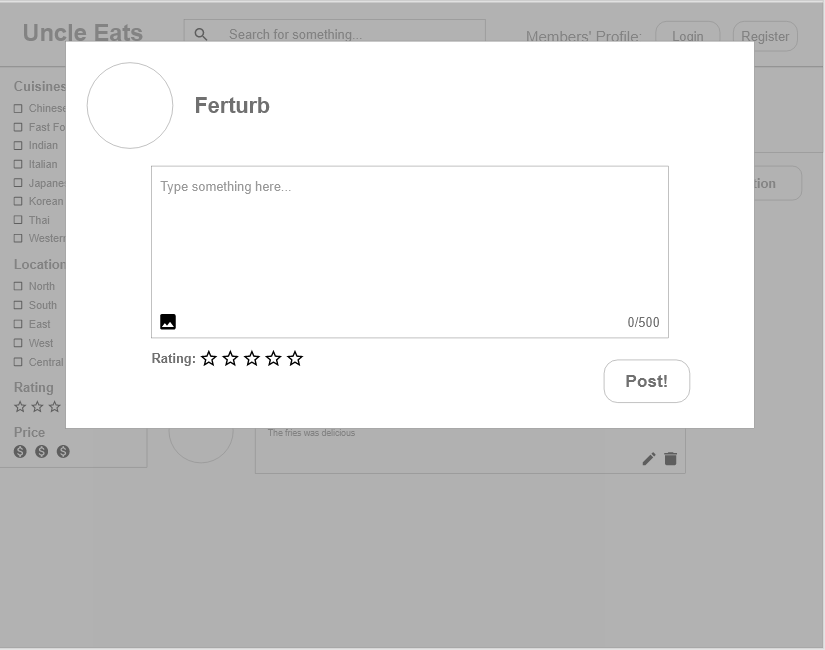 Uncle Eats
Search for something...
Members' Profile:
Login
Register
Ferturb
Type something here...
0/500
Rating:
Post!
Cuisines
Chinese
Fast Fo
Indian
Italian
Japane
Korean
Thai
Western
Location
North
South
East
West
Central
Rating
Price
tion
The fries was delicious